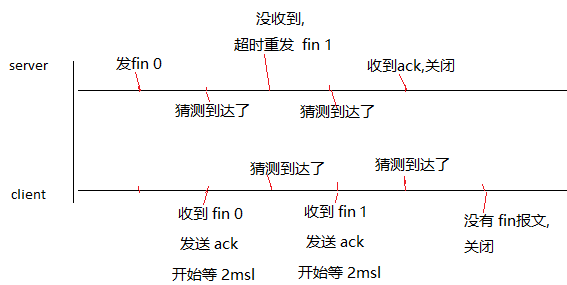 没收到,
超时重发 fin 1
server
发fin 0
收到ack,关闭
猜测到达了
猜测到达了
猜测到达了
猜测到达了
client
收到 fin 0
发送 ack
开始等 2msl
收到 fin 1
发送 ack
开始等 2msl
没有 fin报文,
关闭